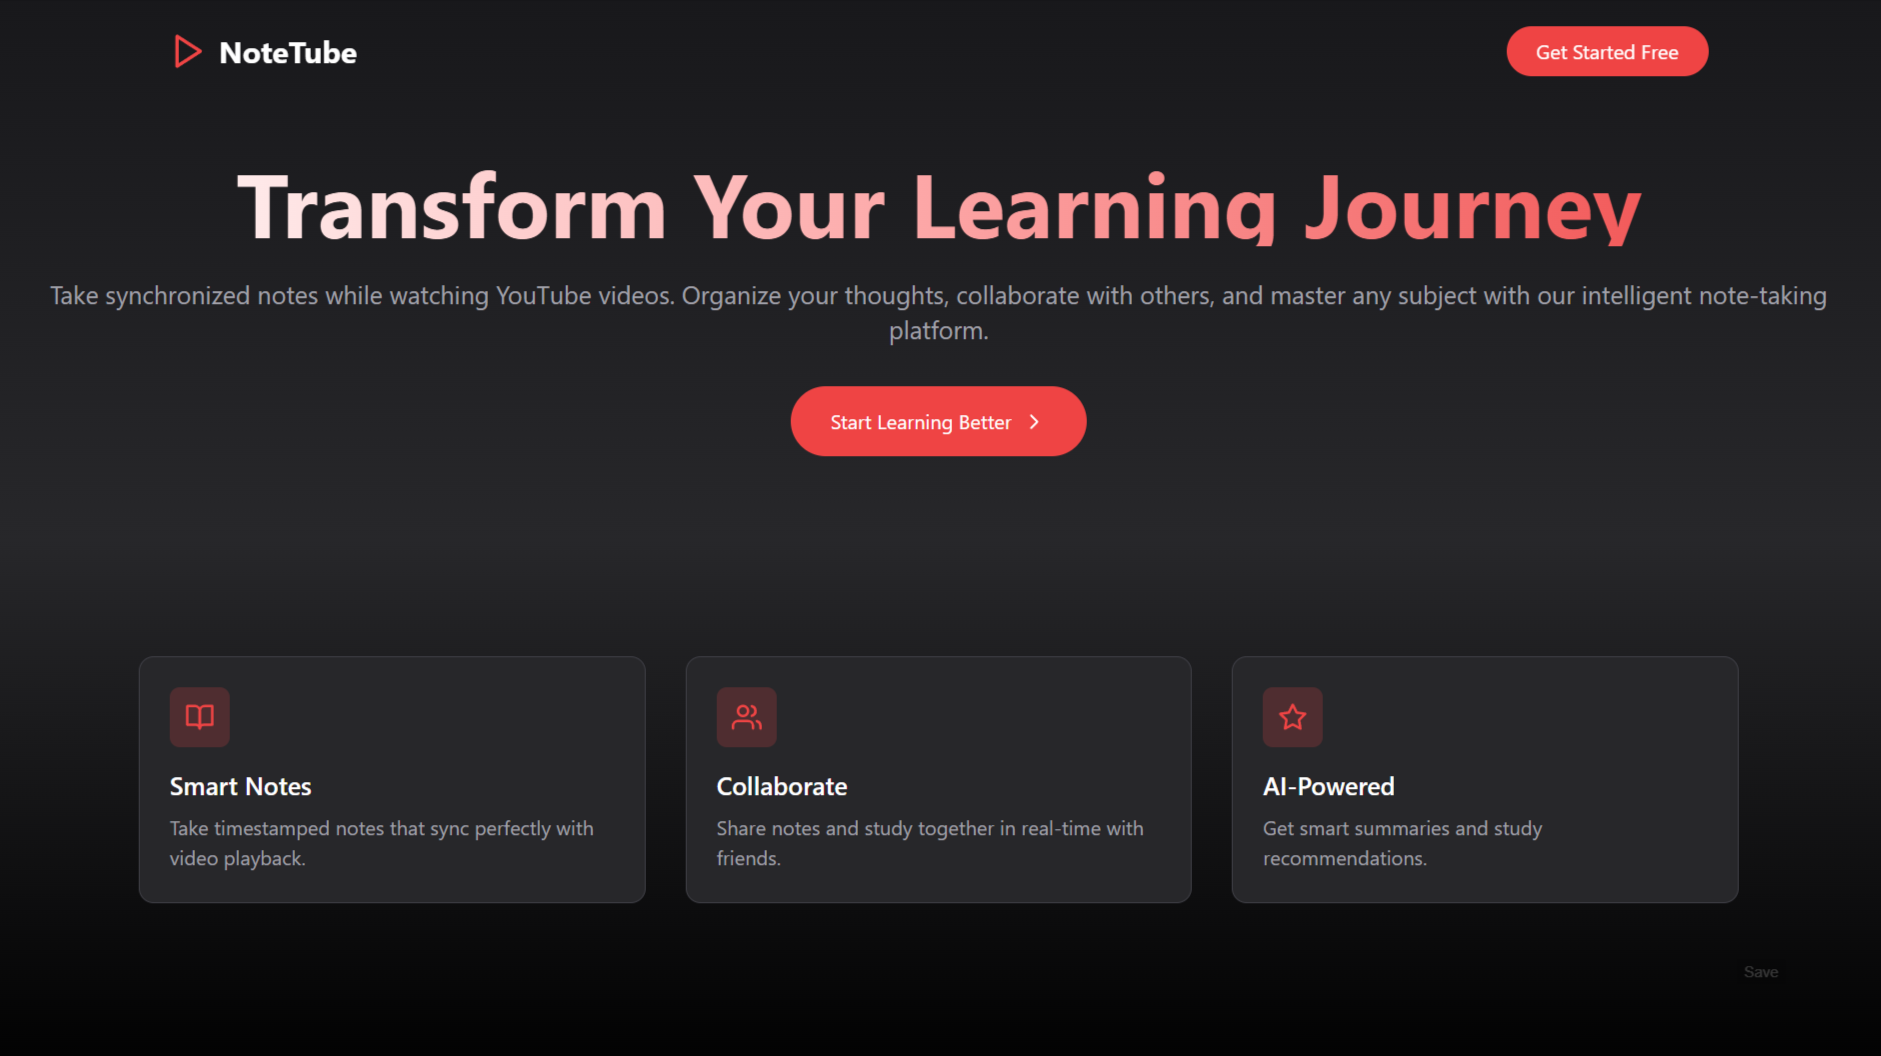 NoteTube
Get Started Free
Transform Your Learning Journey
Take synchronized notes while watching YouTube videos. Organize your thoughts, collaborate with others, and master any subject with our intelligent note-taking
platform.
Start Learning Better
Smart Notes
Take timestamped notes that sync perfectly with
video playback.
Collaborate
Share notes and study together in real-time with
friends.
AI-Powered
Get smart summaries and study
recommendations.
Save